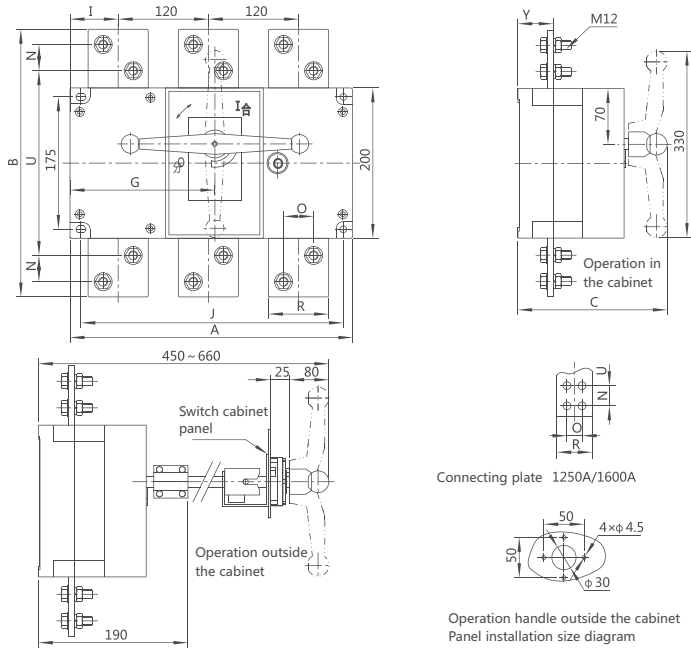 I
120
120
N
B
U
175
G
I合
O
分
O
200
N
R
J
A
Y
M12
70
330
Operation in
the cabinet
C
450～660
25
80
Switch cabinet
panel
Operation outside
the cabinet
190
U
N
O
R
Connecting plate 1250A/1600A
50
4×φ4.5
50
φ30
Operation handle outside the cabinet
Panel installation size diagram